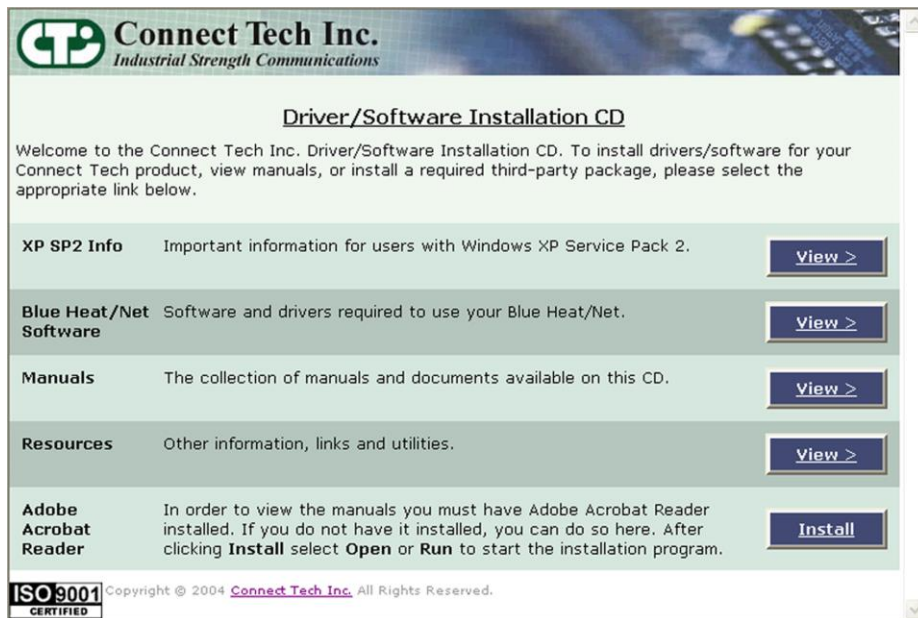 CTi
Connect Tech Inc.
Industrial Strength Communications
Driver/Software Installation CD
Welcome to the Connect Tech Inc. Driver/Software Installation CD. To install drivers/software for your
Connect Tech product, view manuals, or install a required third-party package, please select the
appropriate link below.
XP SP2 Info
Important information for users with Windows XP Service Pack 2.
View >
Blue Heat/Net
Software
Software and drivers required to use your Blue Heat/Net.
View >
Manuals
The collection of manuals and documents available on this CD.
View >
Resources
Other information, links and utilities.
View >
Adobe
Acrobat
Reader
In order to view the manuals you must have Adobe Acrobat Reader
installed. If you do not have it installed, you can do so here. After
clicking Install select Open or Run to start the installation program.
Install
ISO 9001
CERTIFIED
Copyright © 2004 Connect Tech Inc. All Rights Reserved.